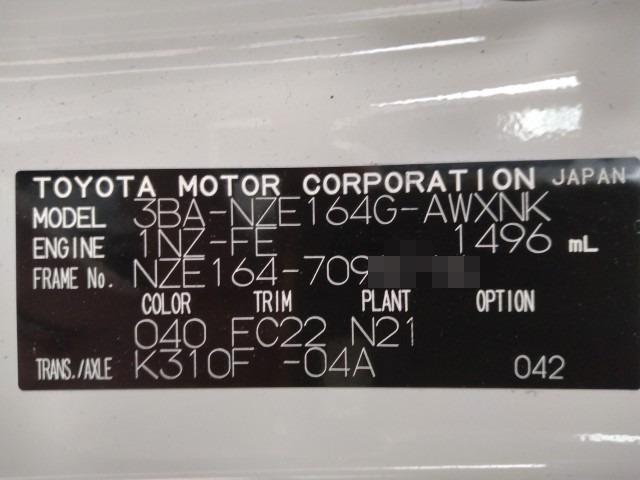 TOYOTA MOTOR CORPORATION JAPAN
MODEL 3BA-NZE164G-AWXNK
ENGINE 1NZ-FE 1496 mL
FRAME No. NZE164-709
COLOR TRIM PLANT OPTION
040 FC22 N21
TRANS./AXLE K310F -04A 042